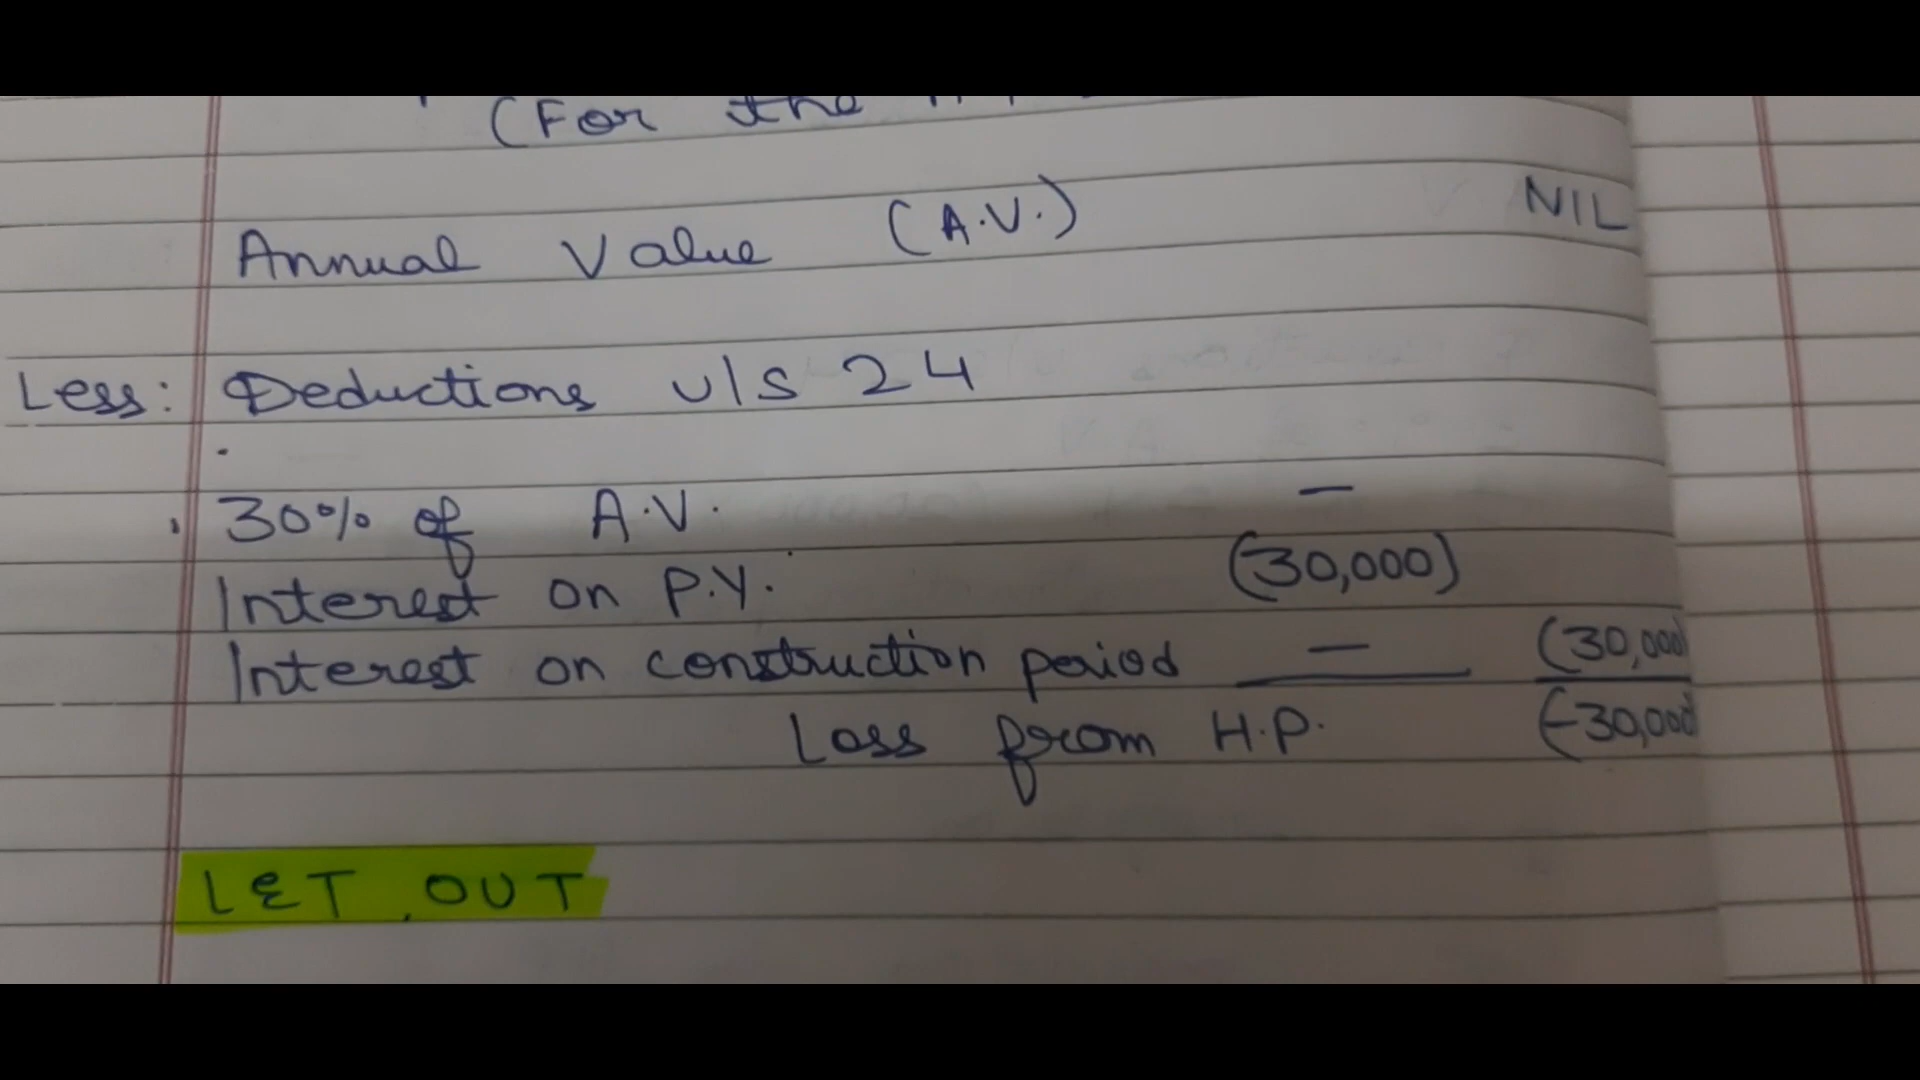 (For the
Annual Value (A.V.) NIL
Less: Deductions u/s 24
30% of A.V. —
Interest on P.Y. (30,000)
Interest on construction period — (30,000)
Loss from H.P. (-30,000)
LET OUT